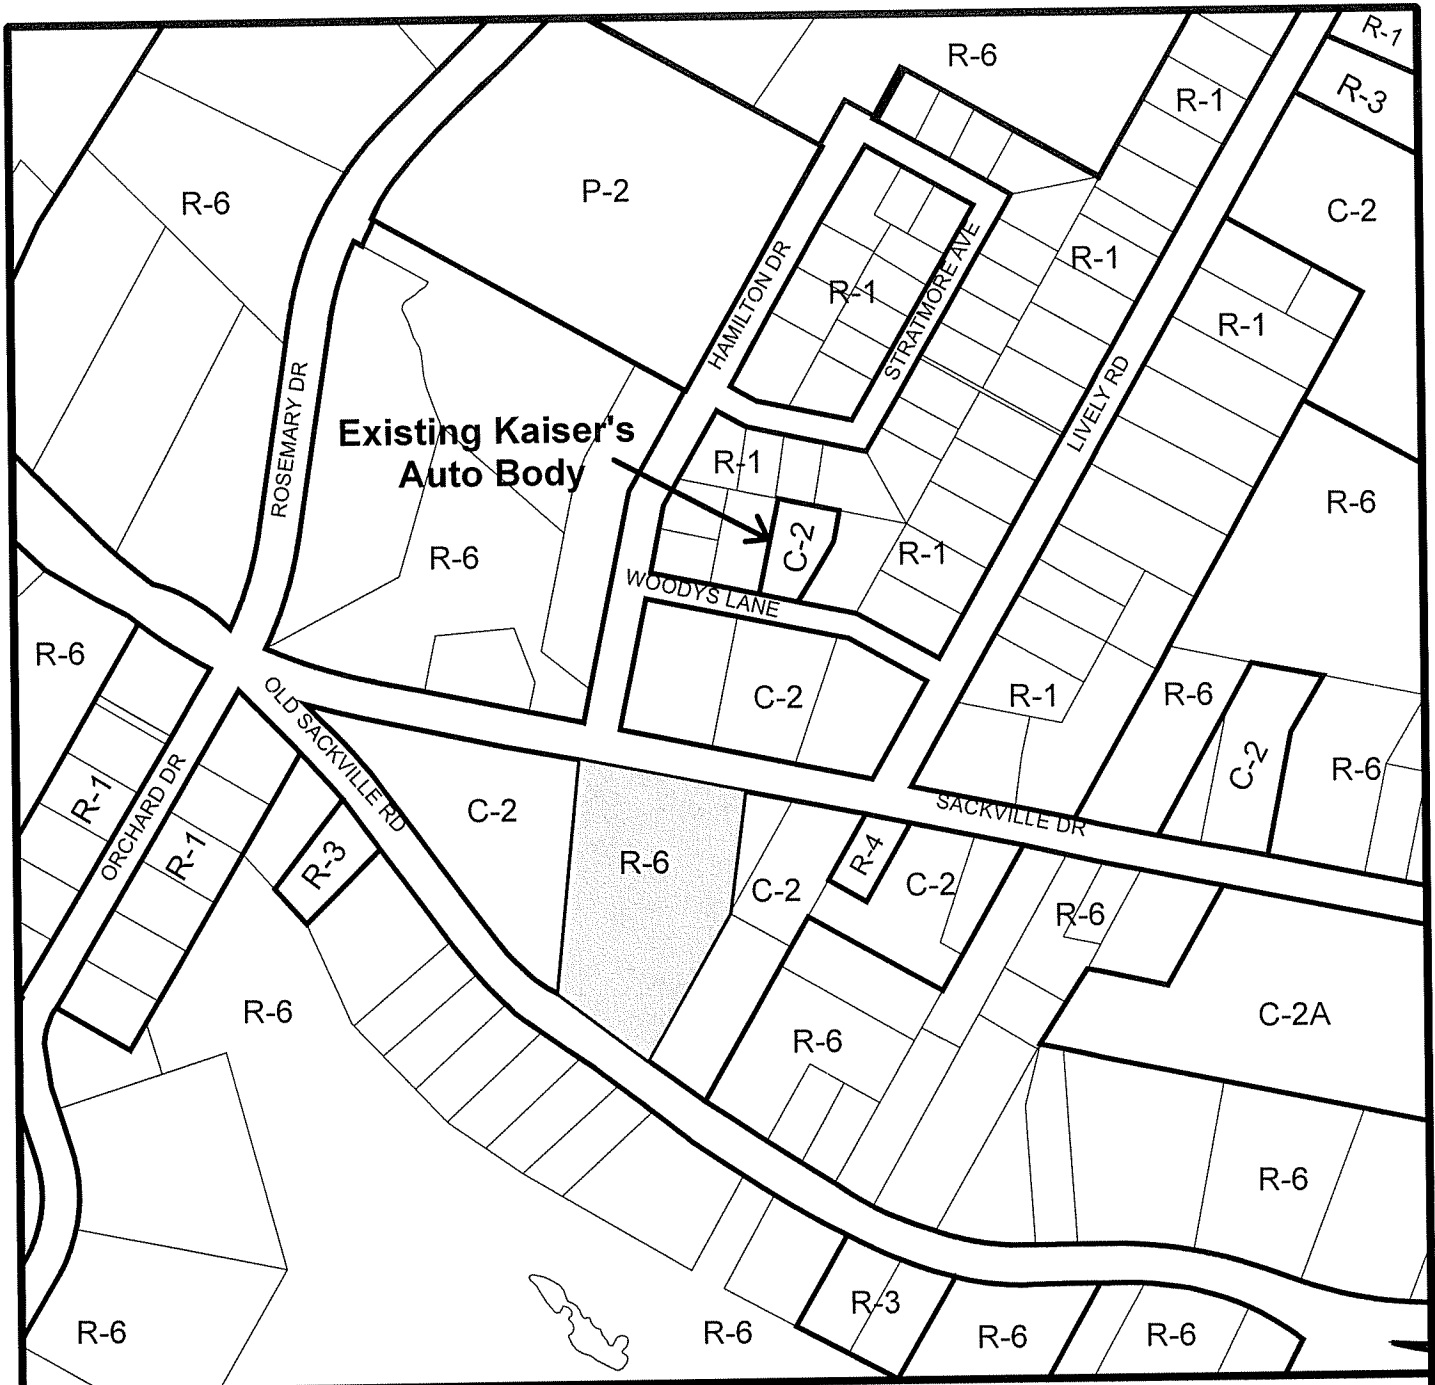 R-1
R-6
R-3
R-1
R-6
P-2
C-2
R-1
HAMILTON DR
R-1
STRATMORE AVE
R-1
ROSEMARY DR
LIVELY RD
Existing Kaiser's
Auto Body
R-1
R-6
C-2
R-1
R-6
WOODYS LANE
R-6
OLD SACKVILLE RD
C-2
R-1
R-6
C-2
R-6
R-1
ORCHARD DR
C-2
SACKVILLE DR
R-1
R-3
R-6
R-4
C-2
C-2
R-6
R-6
R-6
C-2A
R-6
R-3
R-6
R-6
R-6
R-6